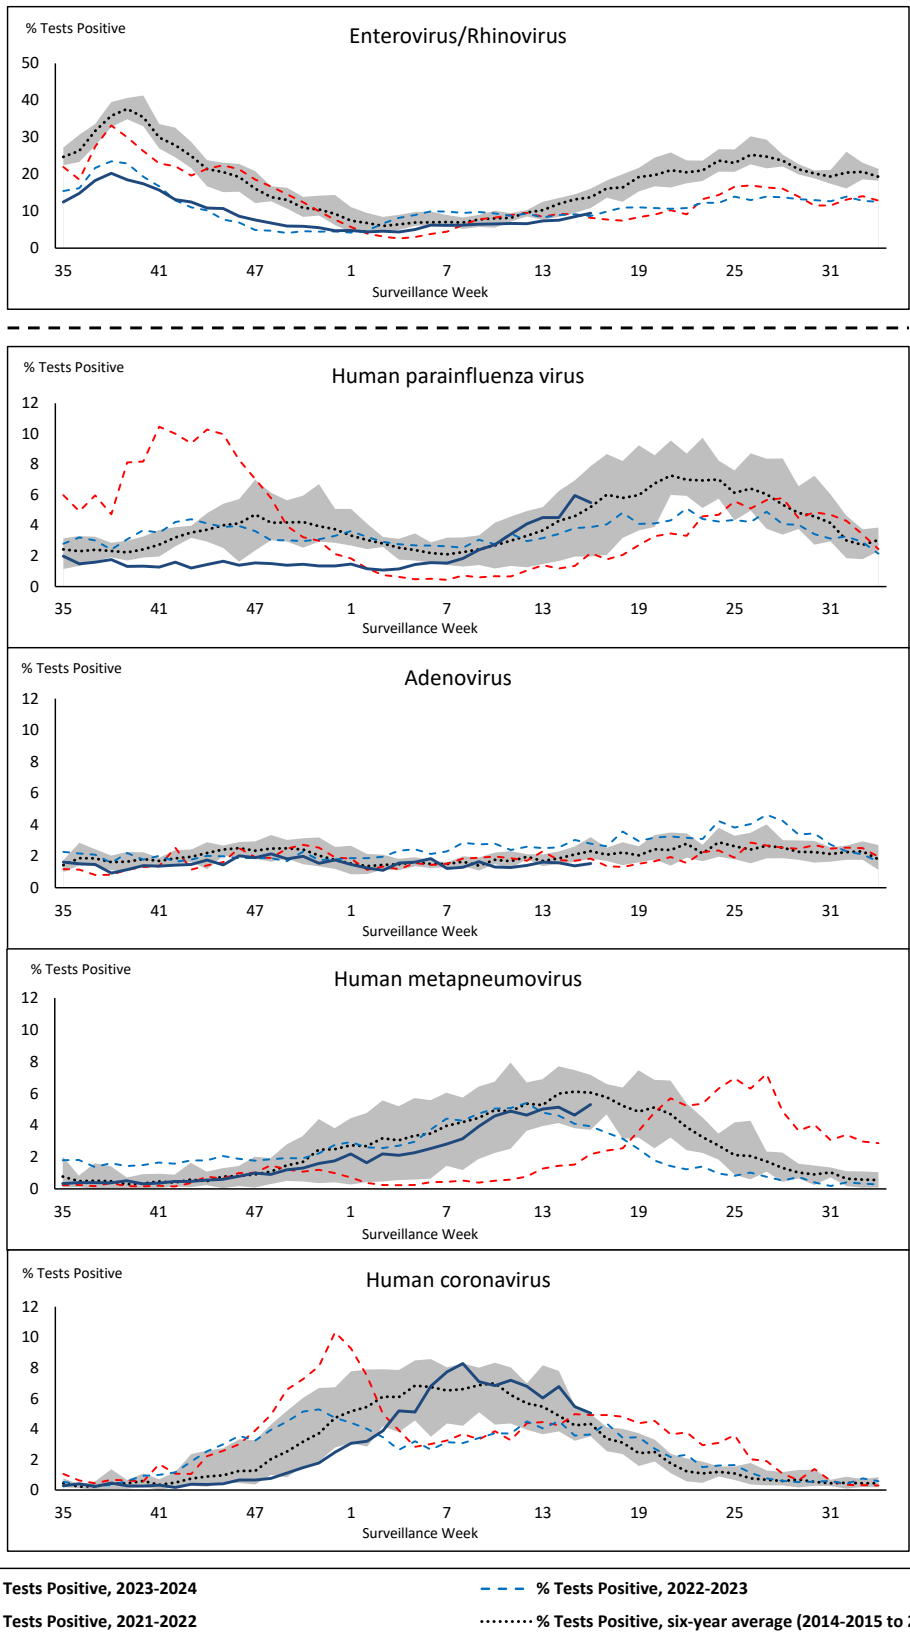 % Tests Positive
Enterovirus/Rhinovirus
50
40
30
20
10
0
35 41 47 1 7 13 19 25 31
Surveillance Week
% Tests Positive
Human parainfluenza virus
12
10
8
6
4
2
0
35 41 47 1 7 13 19 25 31
Surveillance Week
% Tests Positive
Adenovirus
12
10
8
6
4
2
0
35 41 47 1 7 13 19 25 31
Surveillance Week
% Tests Positive
Human metapneumovirus
12
10
8
6
4
2
0
35 41 47 1 7 13 19 25 31
Surveillance Week
% Tests Positive
Human coronavirus
12
10
8
6
4
2
0
35 41 47 1 7 13 19 25 31
Surveillance Week
Tests Positive, 2023-2024 % Tests Positive, 2022-2023
Tests Positive, 2021-2022 % Tests Positive, six-year average (2014-2015 to